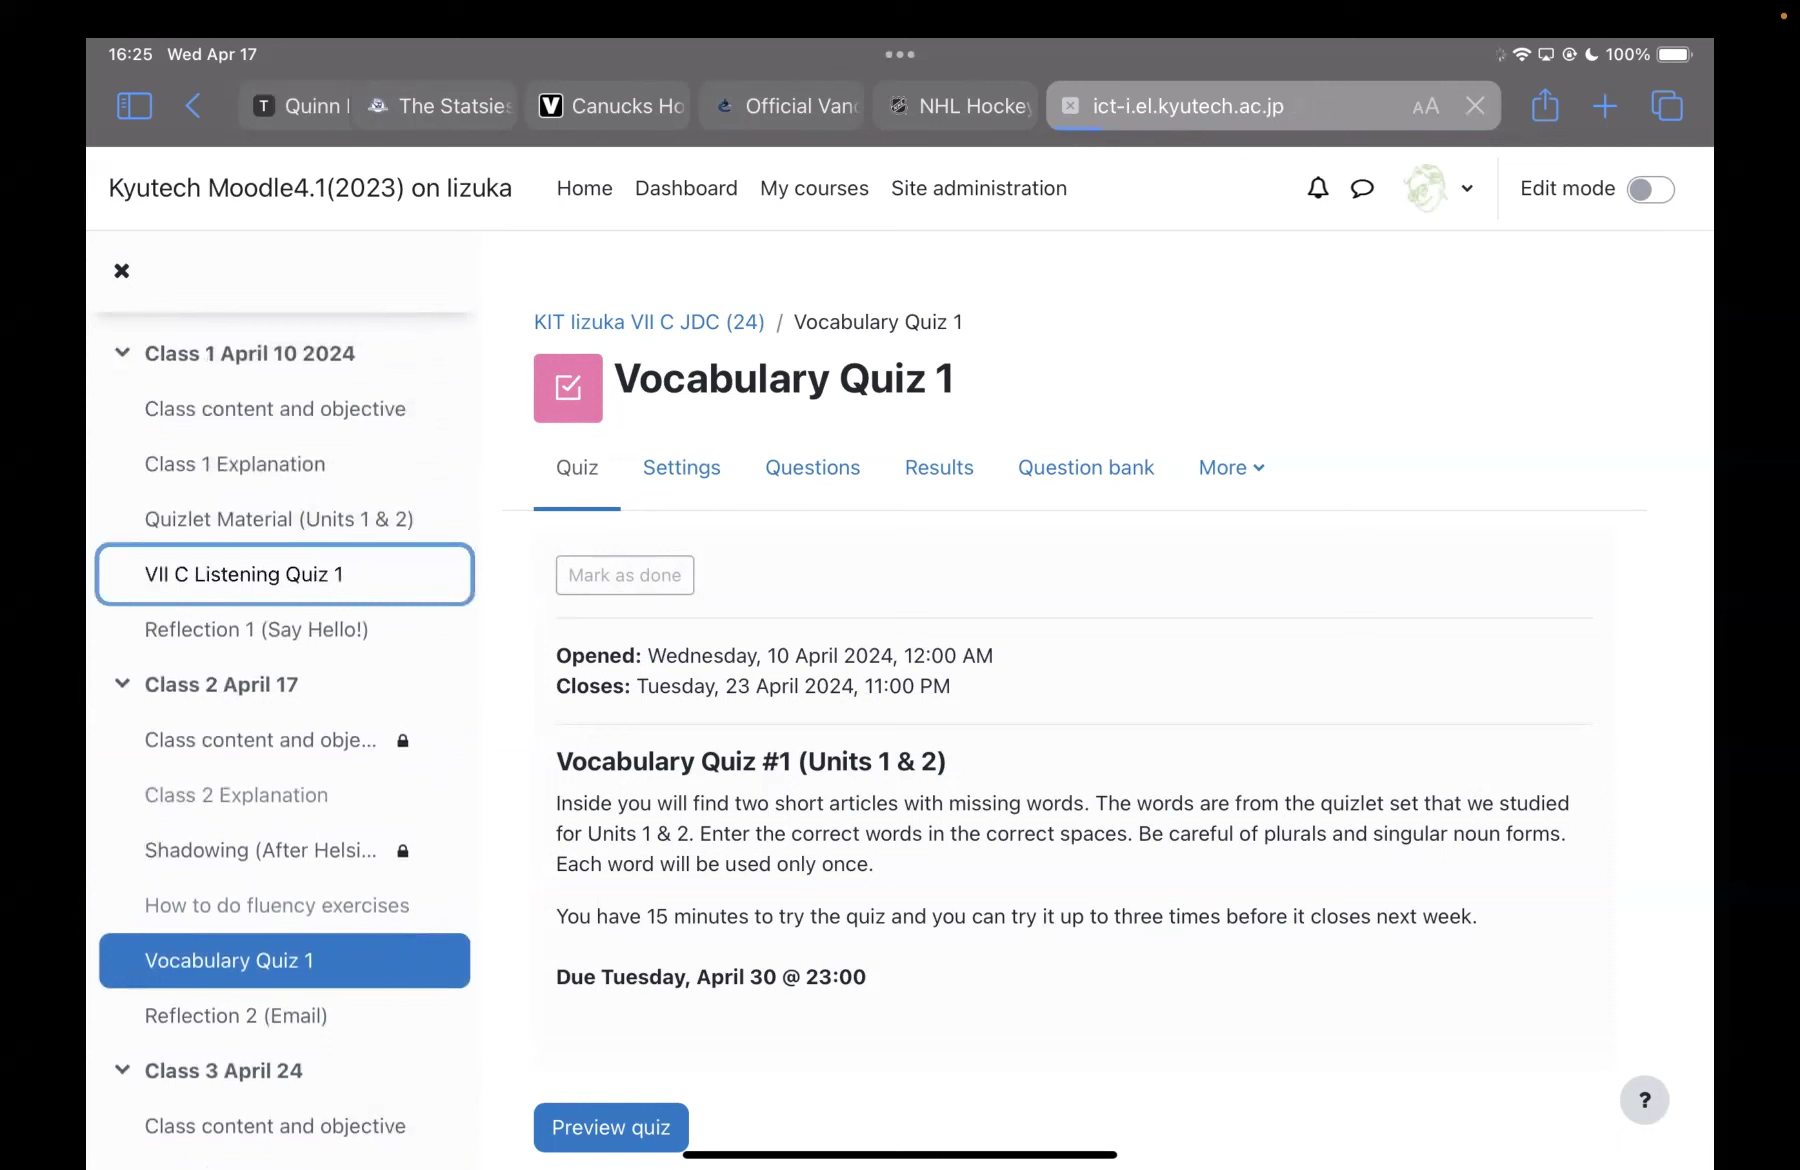 16:25 Wed Apr 17
100%
T Quinn
The Statsies
V Canucks Ho
Official Vanc
NHL Hockey
ict-i.el.kyutech.ac.jp
AA
Kyutech Moodle4.1(2023) on Iizuka
Home Dashboard My courses Site administration
Edit mode
KIT Iizuka VII C JDC (24) / Vocabulary Quiz 1
Vocabulary Quiz 1
Quiz Settings Questions Results Question bank More
Class 1 April 10 2024
Class content and objective
Class 1 Explanation
Quizlet Material (Units 1 & 2)
VII C Listening Quiz 1
Reflection 1 (Say Hello!)
Class 2 April 17
Class content and obje...
Class 2 Explanation
Shadowing (After Helsi...
How to do fluency exercises
Vocabulary Quiz 1
Reflection 2 (Email)
Class 3 April 24
Class content and objective
Mark as done
Opened: Wednesday, 10 April 2024, 12:00 AM
Closes: Tuesday, 23 April 2024, 11:00 PM
Vocabulary Quiz #1 (Units 1 & 2)
Inside you will find two short articles with missing words. The words are from the quizlet set that we studied
for Units 1 & 2. Enter the correct words in the correct spaces. Be careful of plurals and singular noun forms.
Each word will be used only once.
You have 15 minutes to try the quiz and you can try it up to three times before it closes next week.
Due Tuesday, April 30 @ 23:00
Preview quiz
?